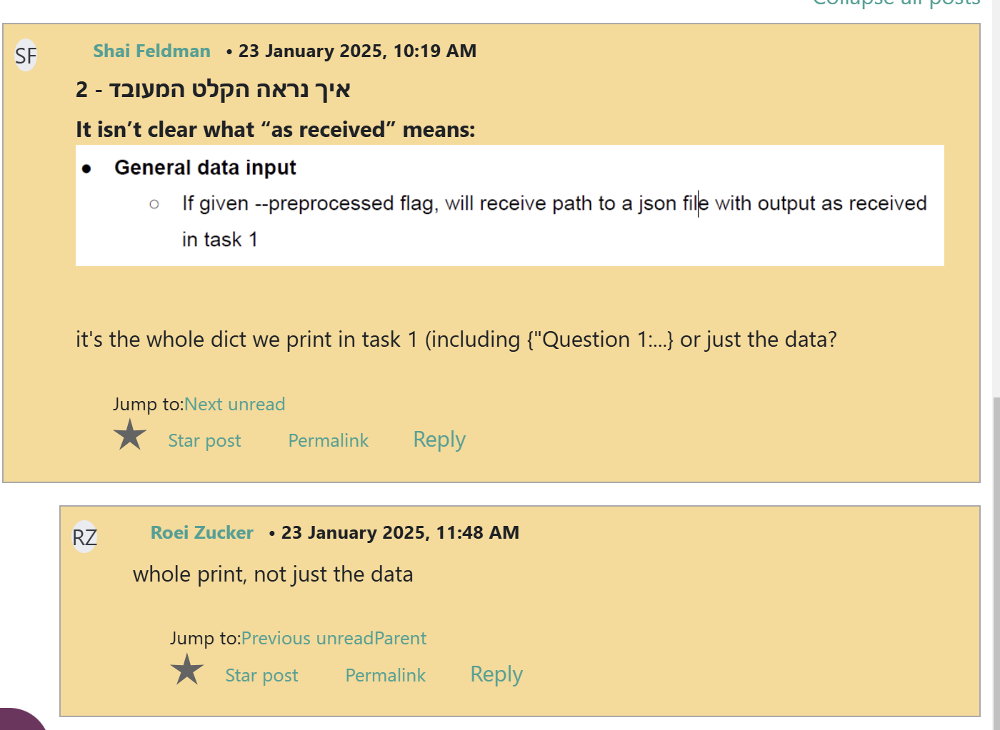 Collapse all posts
SF
Shai Feldman • 23 January 2025, 10:19 AM
2 - איך נראה הקלט המעובד
It isn’t clear what “as received” means:
● General data input
○ If given --preprocessed flag, will receive path to a json file with output as received
in task 1
it's the whole dict we print in task 1 (including {"Question 1:...} or just the data?
Jump to:Next unread
★ Star post Permalink Reply
RZ
Roei Zucker • 23 January 2025, 11:48 AM
whole print, not just the data
Jump to:Previous unreadParent
★ Star post Permalink Reply